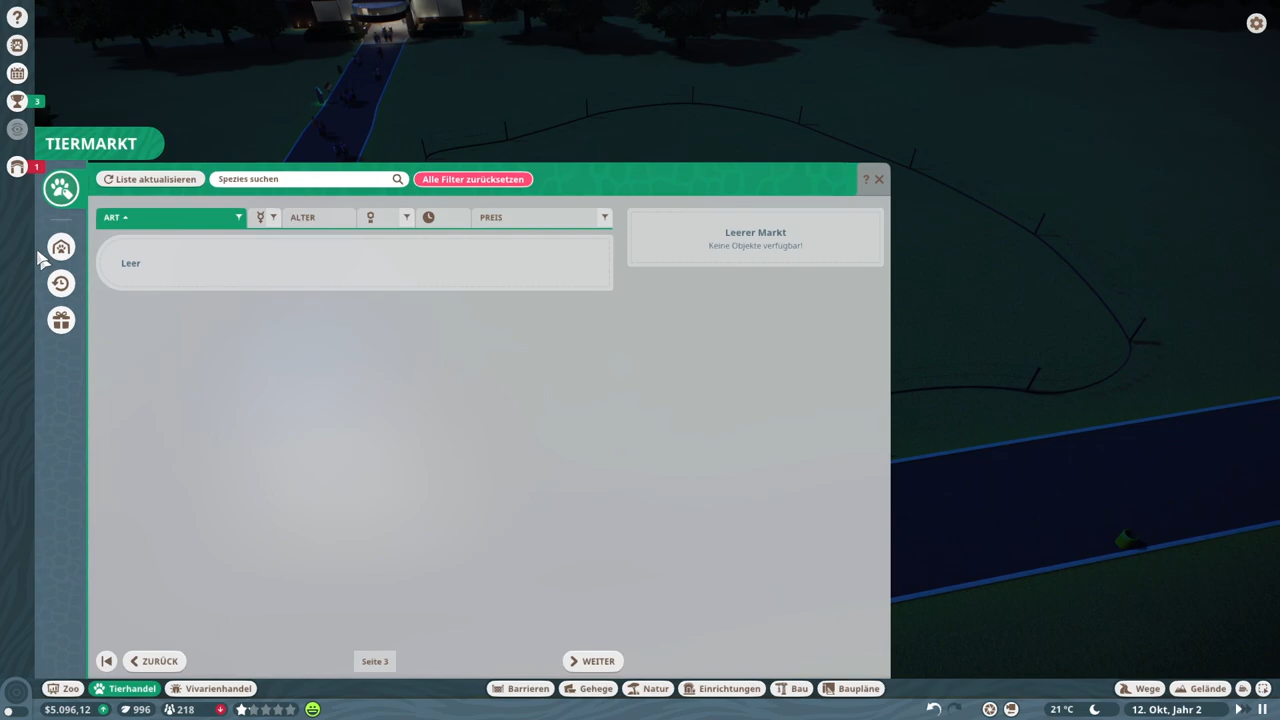 ?
3
TIERMARKT
1
Liste aktualisieren
Spezies suchen
Alle Filter zurücksetzen
?
ART
ALTER
PREIS
Leer
Leerer Markt
Keine Objekte verfügbar!
ZURÜCK
Seite 3
WEITER
Zoo
Tierhandel
Vivarienhandel
Barrieren
Gehege
Natur
Einrichtungen
Bau
Baupläne
Wege
Gelände
$5.096,12
996
218
21 °C
12. Okt, Jahr 2